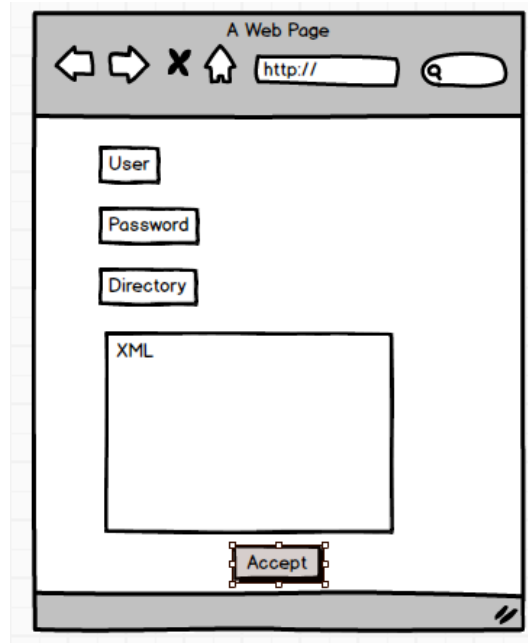 A Web Page
http://
User
Password
Directory
XML
Accept